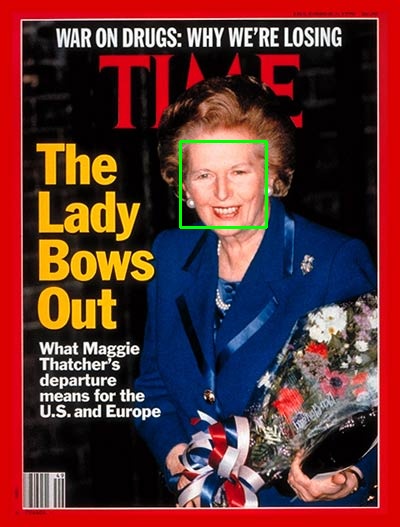 WAR ON DRUGS: WHY WE'RE LOSING
TIME
The
Lady
Bows
Out
What Maggie
Thatcher's
departure
means for the
U.S. and Europe
49